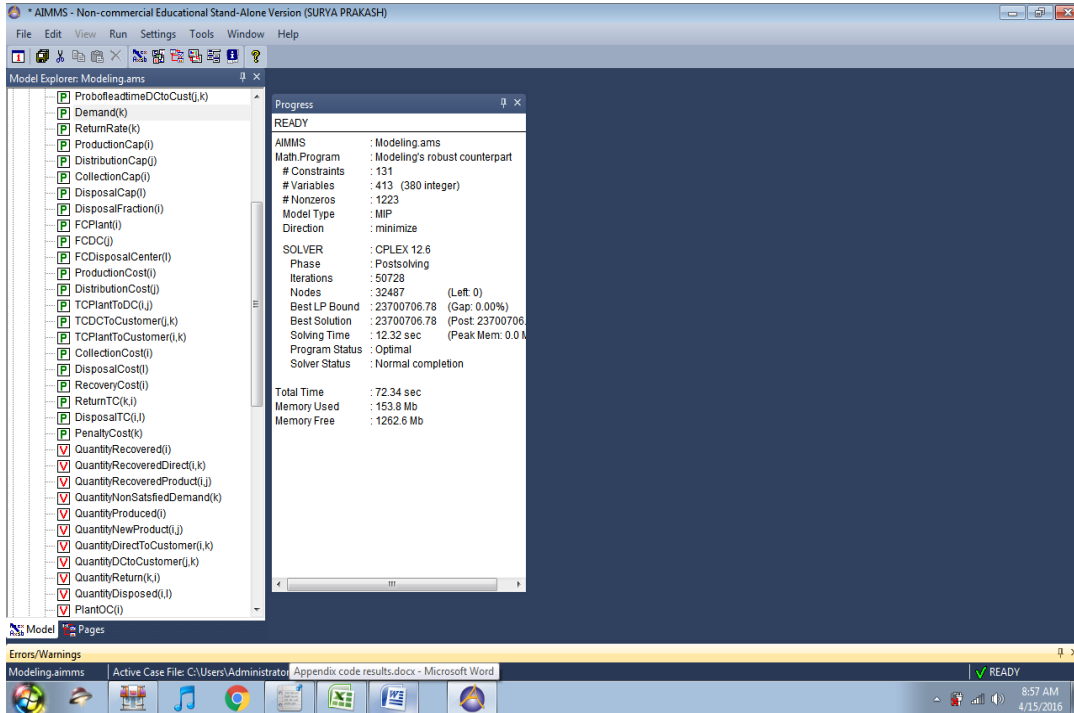 * AIMMS - Non-commercial Educational Stand-Alone Version (SURYA PRAKASH)
File Edit View Run Settings Tools Window Help
Model Explorer: Modeling.ams
ProbofleadtimeDCtoCust(j,k)
Demand(k)
ReturnRate(k)
ProductionCap(i)
DistributionCap(j)
CollectionCap(i)
DisposalCap(l)
DisposalFraction(i)
FCPlant(i)
FCDC(j)
FCDisposalCenter(l)
ProductionCost(i)
DistributionCost(j)
TCPlantToDC(i,j)
TCDCToCustomer(j,k)
TCPlantToCustomer(i,k)
CollectionCost(i)
DisposalCost(l)
RecoveryCost(i)
ReturnTC(k,i)
DisposalTC(i,l)
PenaltyCost(k)
QuantityRecovered(i)
QuantityRecoveredDirect(i,k)
QuantityRecoveredProduct(i,j)
QuantityNonSatsfiedDemand(k)
QuantityProduced(i)
QuantityNewProduct(i,j)
QuantityDirectToCustomer(i,k)
QuantityDCtoCustomer(j,k)
QuantityReturn(k,i)
QuantityDisposed(i,l)
PlantOC(i)
Model Pages
Progress
READY
AIMMS : Modeling.ams
Math.Program : Modeling's robust counterpart
# Constraints : 131
# Variables : 413 (380 integer)
# Nonzeros : 1223
Model Type : MIP
Direction : minimize
SOLVER : CPLEX 12.6
Phase : Postsolving
Iterations : 50728
Nodes : 32487 (Left: 0)
Best LP Bound : 23700706.78 (Gap: 0.00%)
Best Solution : 23700706.78 (Post: 23700706.
Solving Time : 12.32 sec (Peak Mem: 0.0 M
Program Status : Optimal
Solver Status : Normal completion
Total Time : 72.34 sec
Memory Used : 153.8 Mb
Memory Free : 1262.6 Mb
Errors/Warnings
Modeling.aimms Active Case File: C:\Users\Administrator READY
Appendix code results.docx - Microsoft Word
8:57 AM
4/15/2016